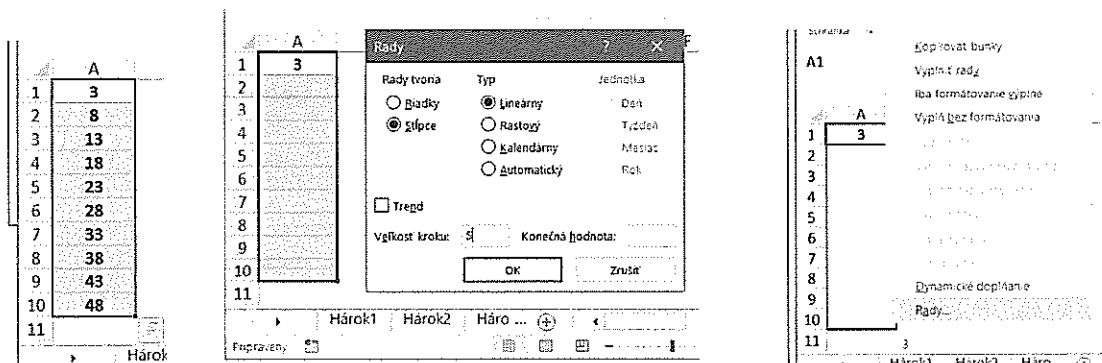 A
1 3
2 8
3 13
4 18
5 23
6 28
7 33
8 38
9 43
10 48
11
Hárok
A
F
1 3
2
3
4
5
6
7
8
9
10
11
Rady ? ×
Rady tvoria Typ Jednotka
Riadky Lineárny Deň
Stĺpce Rastový Týždeň
Kalendárny Mesiac
Automatický Rok
Trend
Veľkosť kroku: 5 Konečná hodnota:
OK Zrušiť
Hárok1 Hárok2 Háro ...
Pripravený
Schránka
A1
Kopírovať bunky
Vyplniť rady
Iba formátovanie výplne
Vyplň bez formátovania
A
1 3
2
3
4
5
6
7
8
9
10
11
Dynamické dopĺňanie
Rady...
3
Hárok1 Hárok2 Háro